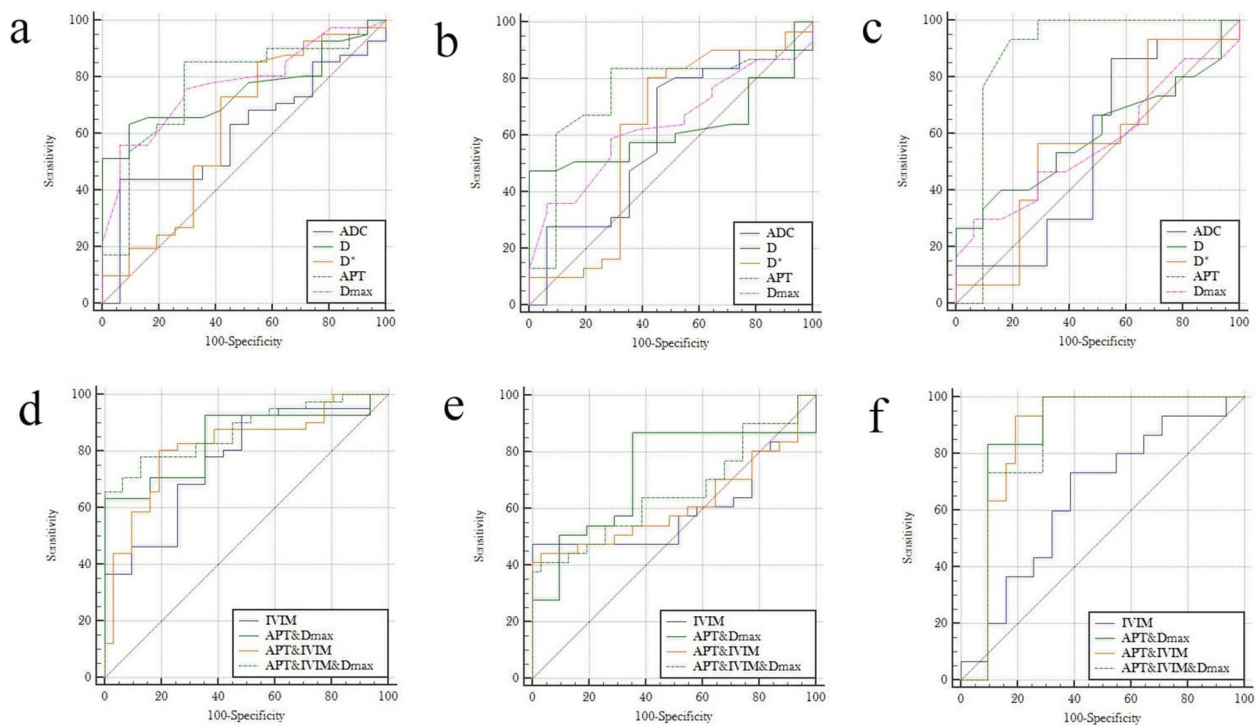 a
100
80
60
40
20
0
Sensitivity
0 20 40 60 80 100
100-Specificity
ADC
D
D*
APT
Dmax
b
100
80
60
40
20
0
Sensitivity
0 20 40 60 80 100
100-Specificity
ADC
D
D*
APT
Dmax
c
100
80
60
40
20
0
Sensitivity
0 20 40 60 80 100
100-Specificity
ADC
D
D*
APT
Dmax
d
100
80
60
40
20
0
Sensitivity
0 20 40 60 80 100
100-Specificity
IVIM
APT&Dmax
APT&IVIM
APT&IVIM&Dmax
e
100
80
60
40
20
0
Sensitivity
0 20 40 60 80 100
100-Specificity
IVIM
APT&Dmax
APT&IVIM
APT&IVIM&Dmax
f
100
80
60
40
20
0
Sensitivity
0 20 40 60 80 100
100-Specificity
IVIM
APT&Dmax
APT&IVIM
APT&IVIM&Dmax